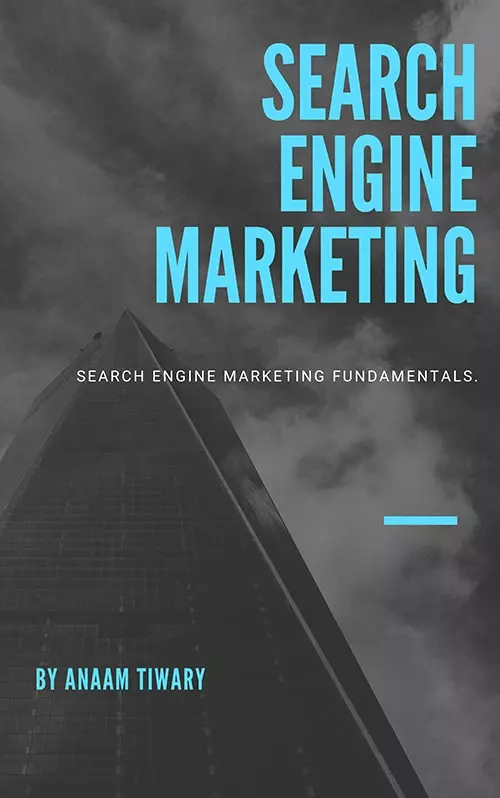 SEARCH
ENGINE
MARKETING
SEARCH ENGINE MARKETING FUNDAMENTALS.
BY ANAAM TIWARY